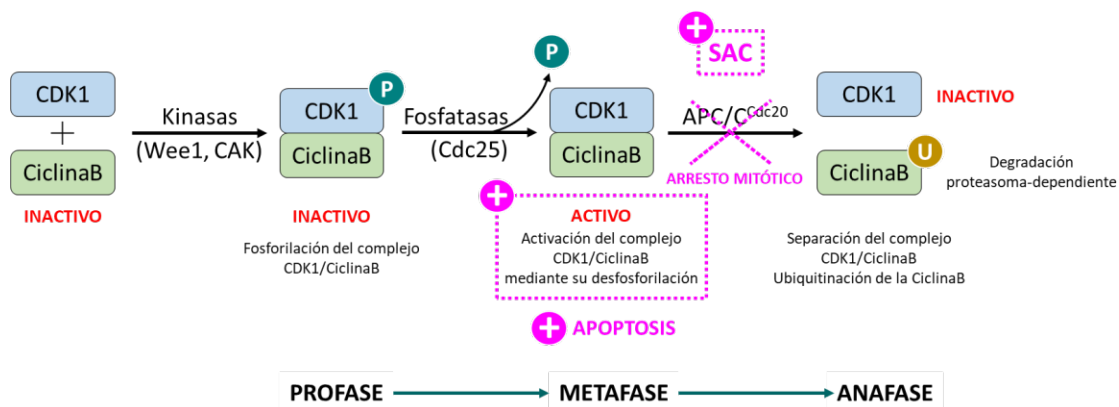 +
SAC
P
CDK1
+
CiclinaB
INACTIVO
Kinasas
(Wee1, CAK)
CDK1
P
CiclinaB
INACTIVO
Fosforilación del complejo
CDK1/CiclinaB
Fosfatasas
(Cdc25)
CDK1
CiclinaB
+
ACTIVO
Activación del complejo
CDK1/CiclinaB
mediante su desfosforilación
+ APOPTOSIS
APC/C^Cdc20
ARRESTO MITÓTICO
CDK1
INACTIVO
CiclinaB
U
Degradación
proteasoma-dependiente
Separación del complejo
CDK1/CiclinaB
Ubiquitinación de la CiclinaB
PROFASE
METAFASE
ANAFASE